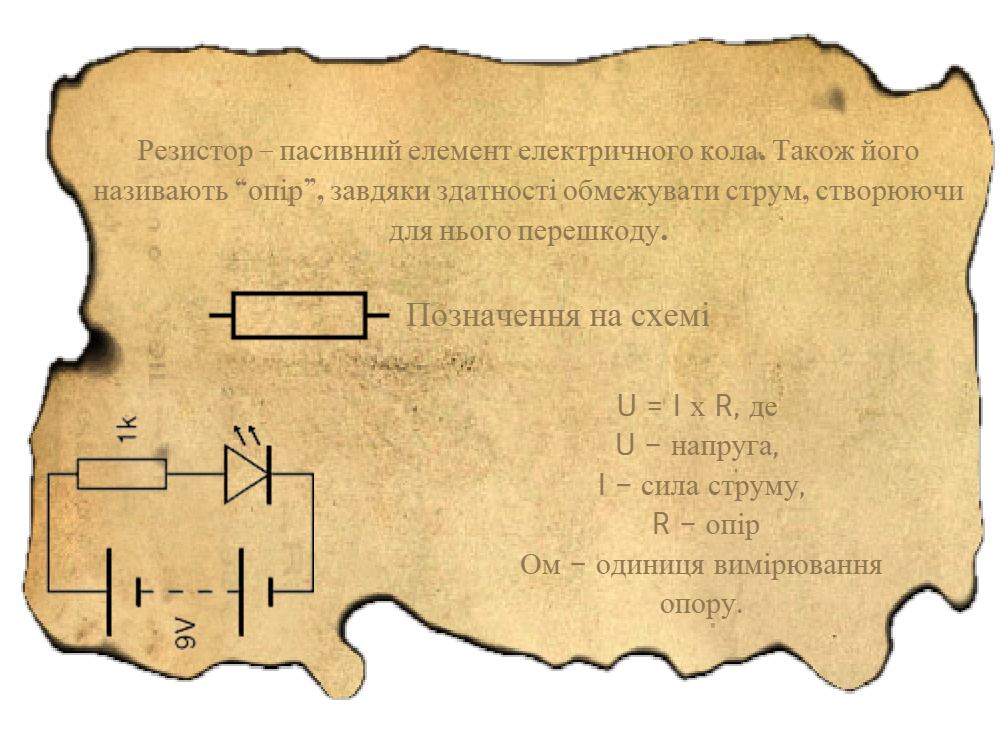 Резистор – пасивний елемент електричного кола. Також його
називають “опір”, завдяки здатності обмежувати струм, створюючи
для нього перешкоду.
Позначення на схемі
U = I х R, де
U – напруга,
I – сила струму,
R – опір
Ом – одиниця вимірювання
опору.
1k
9V